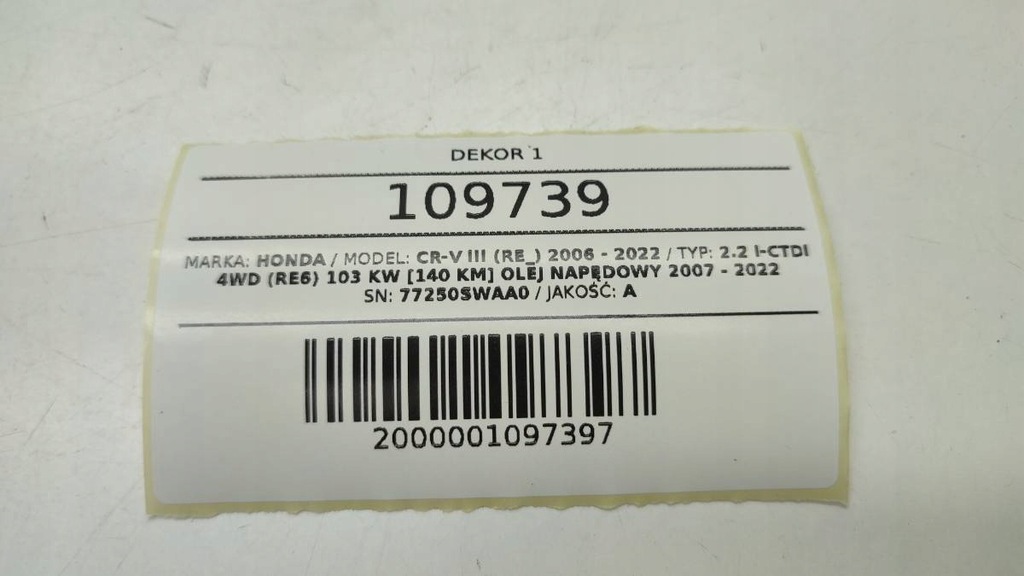 DEKOR 1
109739
MARKA: HONDA / MODEL: CR-V III (RE_) 2006 - 2022 / TYP: 2.2 I-CTDI
4WD (RE6) 103 KW [140 KM] OLEJ NAPĘDOWY 2007 - 2022
SN: 77250SWAA0 / JAKOŚĆ: A
2000001097397